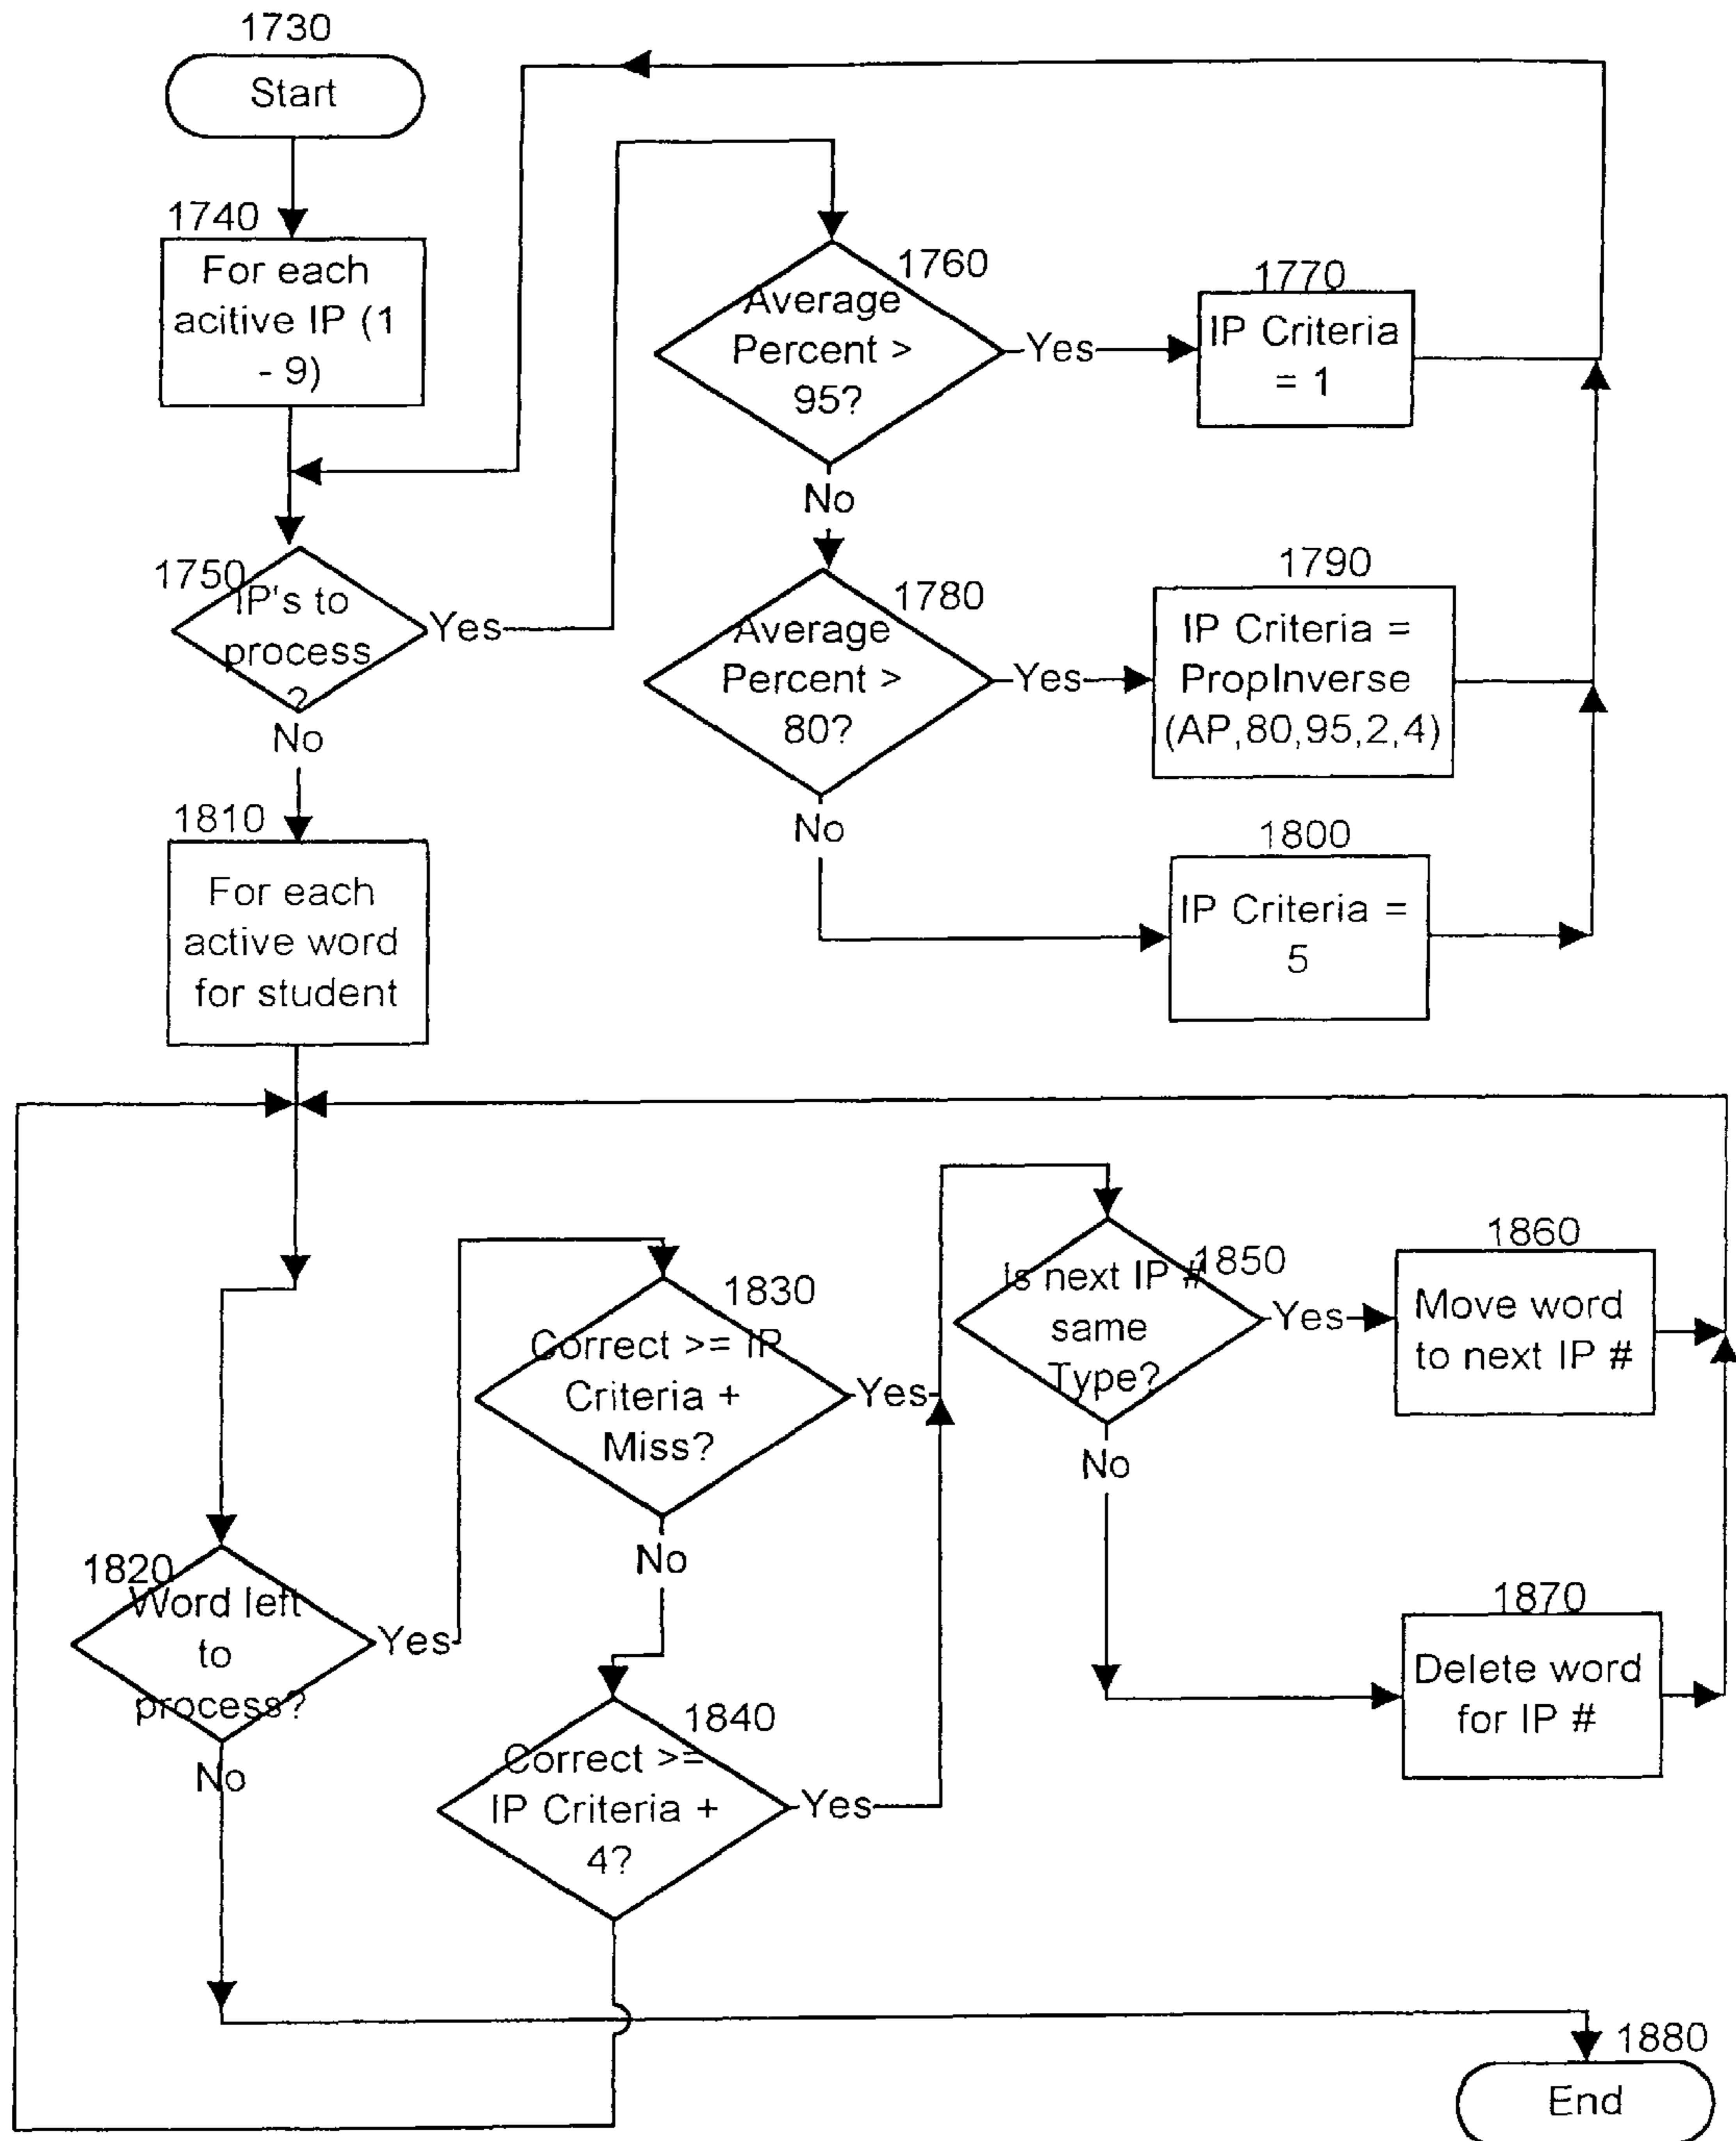 1730
Start
1740
For each
acitive IP (1
- 9)
1750
IP's to
process
?
Yes
No
1760
Average
Percent >
95?
Yes
No
1770
IP Criteria
= 1
1780
Average
Percent >
80?
Yes
No
1790
IP Criteria =
PropInverse
(AP,80,95,2,4)
1800
IP Criteria =
5
1810
For each
active word
for student
1820
Word left
to
process?
Yes
No
1830
Correct >= IP
Criteria +
Miss?
Yes
No
1840
Correct >=
IP Criteria +
4?
Yes
1850
Is next IP #
same
Type?
Yes
No
1860
Move word
to next IP #
1870
Delete word
for IP #
1880
End